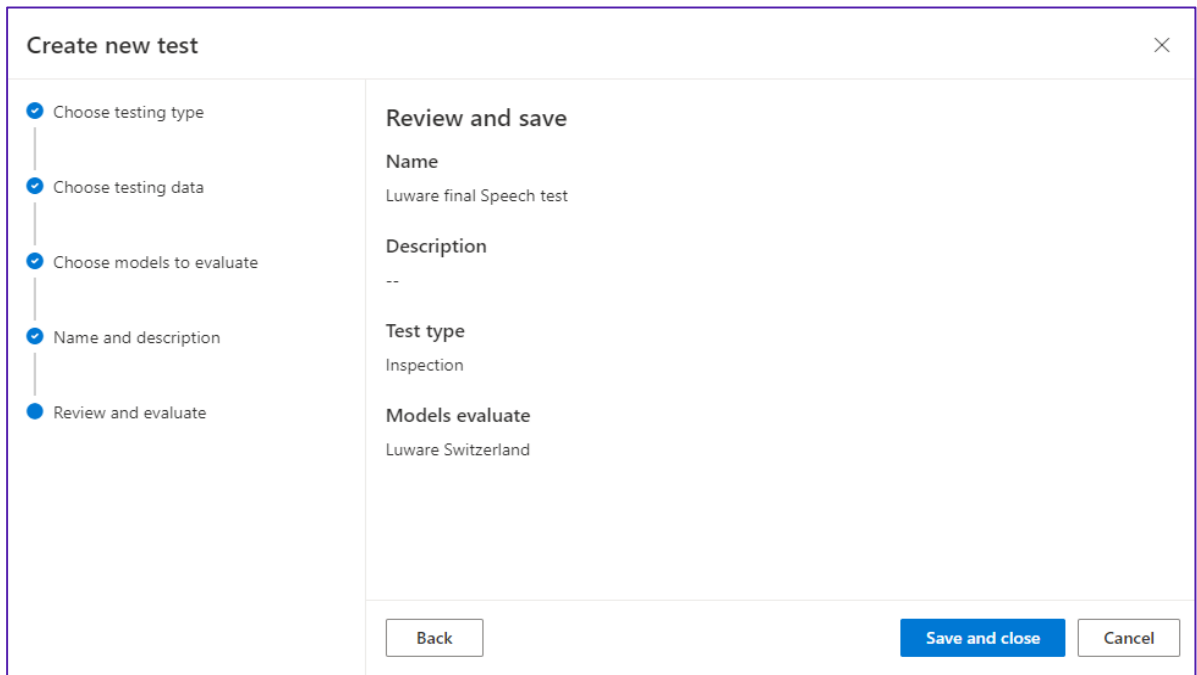 Create new test
Choose testing type
Choose testing data
Choose models to evaluate
Name and description
Review and evaluate
Review and save
Name
Luware final Speech test
Description
--
Test type
Inspection
Models evaluate
Luware Switzerland
Back
Save and close
Cancel